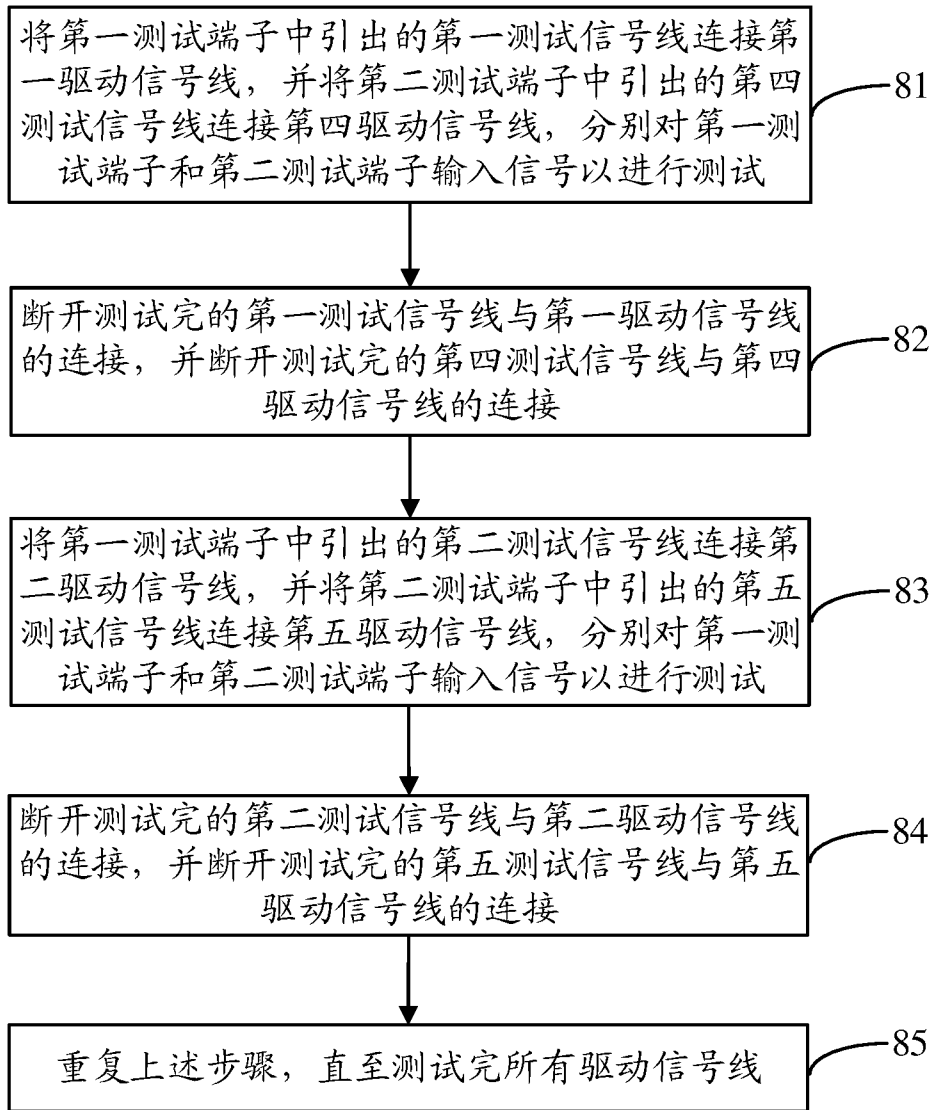 将第一测试端子中引出的第一测试信号线连接第
一驱动信号线，并将第二测试端子中引出的第四
测试信号线连接第四驱动信号线，分别对第一测
试端子和第二测试端子输入信号以进行测试
81
断开测试完的第一测试信号线与第一驱动信号线
的连接，并断开测试完的第四测试信号线与第四
驱动信号线的连接
82
将第一测试端子中引出的第二测试信号线连接第
二驱动信号线，并将第二测试端子中引出的第五
测试信号线连接第五驱动信号线，分别对第一测
试端子和第二测试端子输入信号以进行测试
83
断开测试完的第二测试信号线与第二驱动信号线
的连接，并断开测试完的第五测试信号线与第五
驱动信号线的连接
84
重复上述步骤，直至测试完所有驱动信号线
85